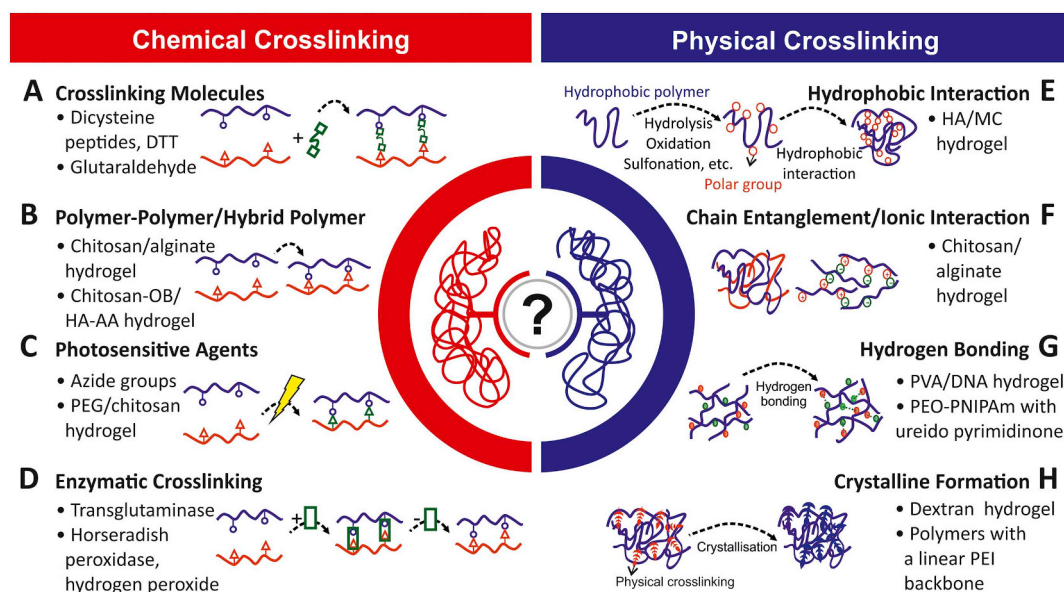 Chemical Crosslinking
Physical Crosslinking
A Crosslinking Molecules
• Dicysteine
peptides, DTT
• Glutaraldehyde
+
B Polymer-Polymer/Hybrid Polymer
• Chitosan/alginate
hydrogel
• Chitosan-OB/
HA-AA hydrogel
C Photosensitive Agents
• Azide groups
• PEG/chitosan
hydrogel
D Enzymatic Crosslinking
• Transglutaminase
• Horseradish
peroxidase,
hydrogen peroxide
+
-
?
Hydrophobic Interaction E
Hydrophobic polymer
Hydrolysis
Oxidation
Sulfonation, etc.
Polar group
Hydrophobic
interaction
• HA/MC
hydrogel
Chain Entanglement/Ionic Interaction F
• Chitosan/
alginate
hydrogel
Hydrogen Bonding G
Hydrogen
bonding
• PVA/DNA hydrogel
• PEO-PNIPAm with
ureido pyrimidinone
Crystalline Formation H
Crystallisation
Physical crosslinking
• Dextran hydrogel
• Polymers with
a linear PEI
backbone